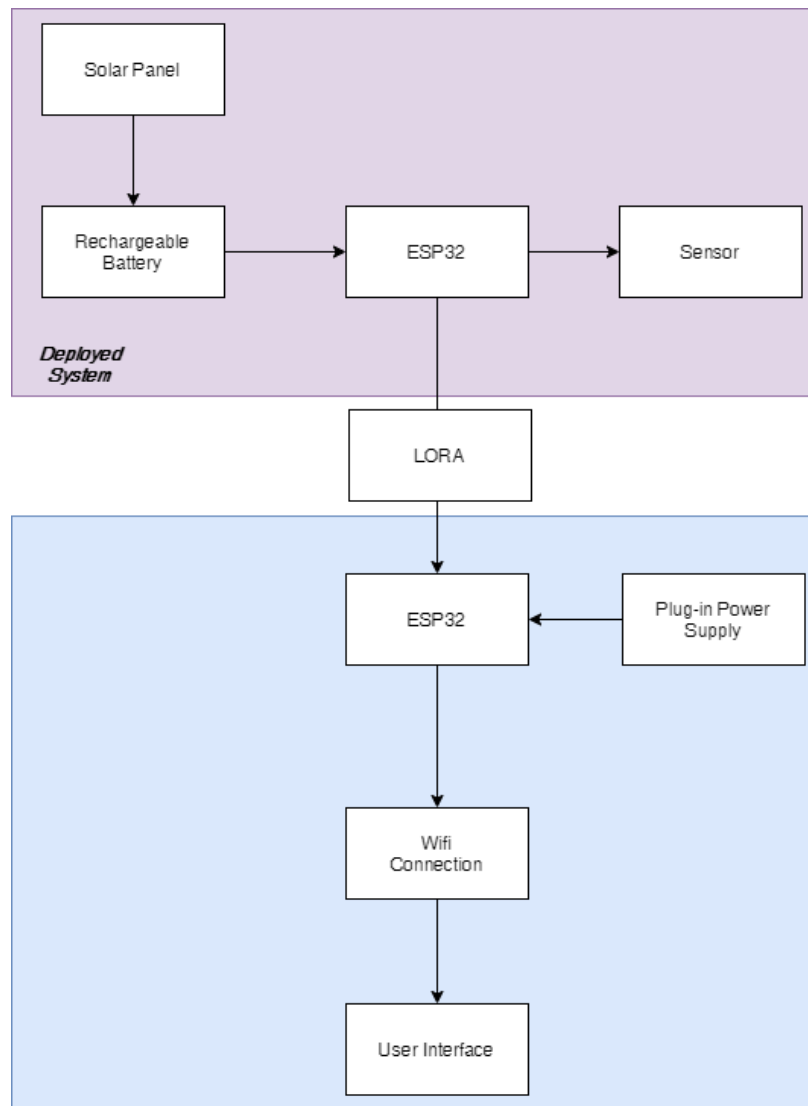 Solar Panel
Rechargeable
Battery
ESP32
Sensor
Deployed
System
LORA
ESP32
Plug-in Power
Supply
Wifi
Connection
User Interface